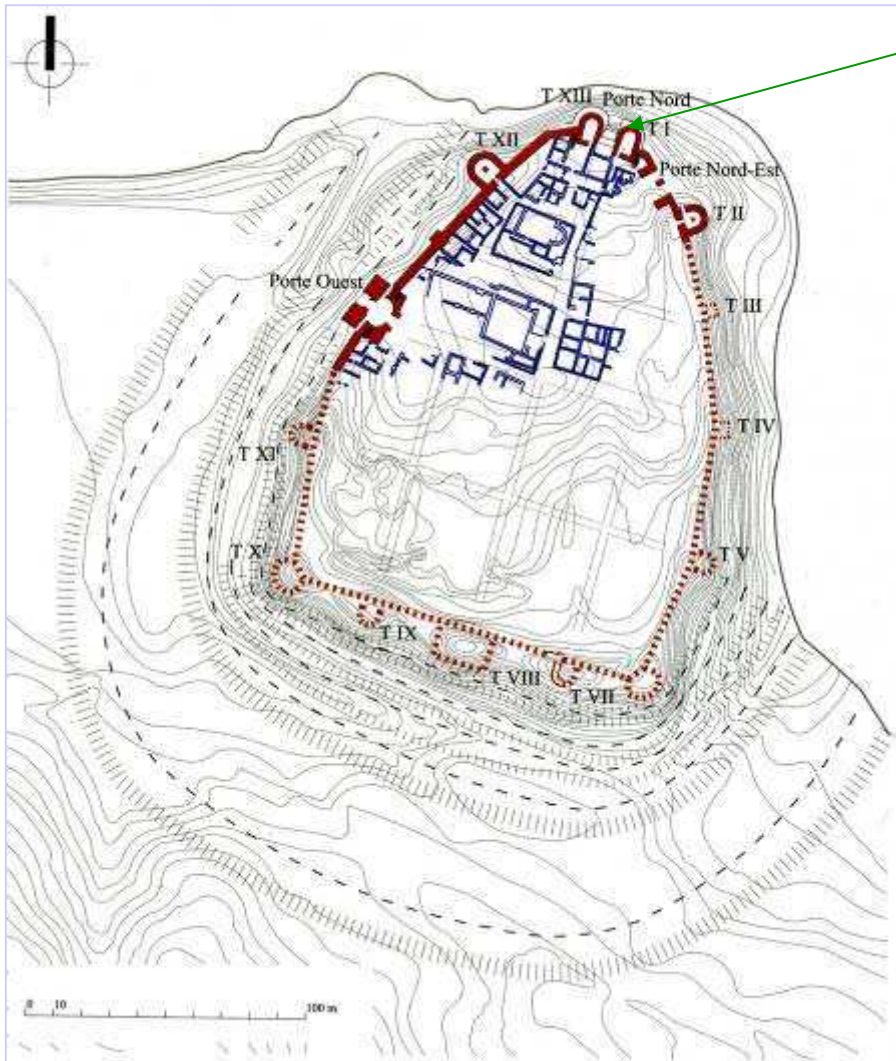 T XIII Porte Nord
T I
T XII
Porte Nord-Est
T II
Porte Ouest
T III
T IV
T XI
T V
T X
T IX
T VIII
T VII
0 10 100 m